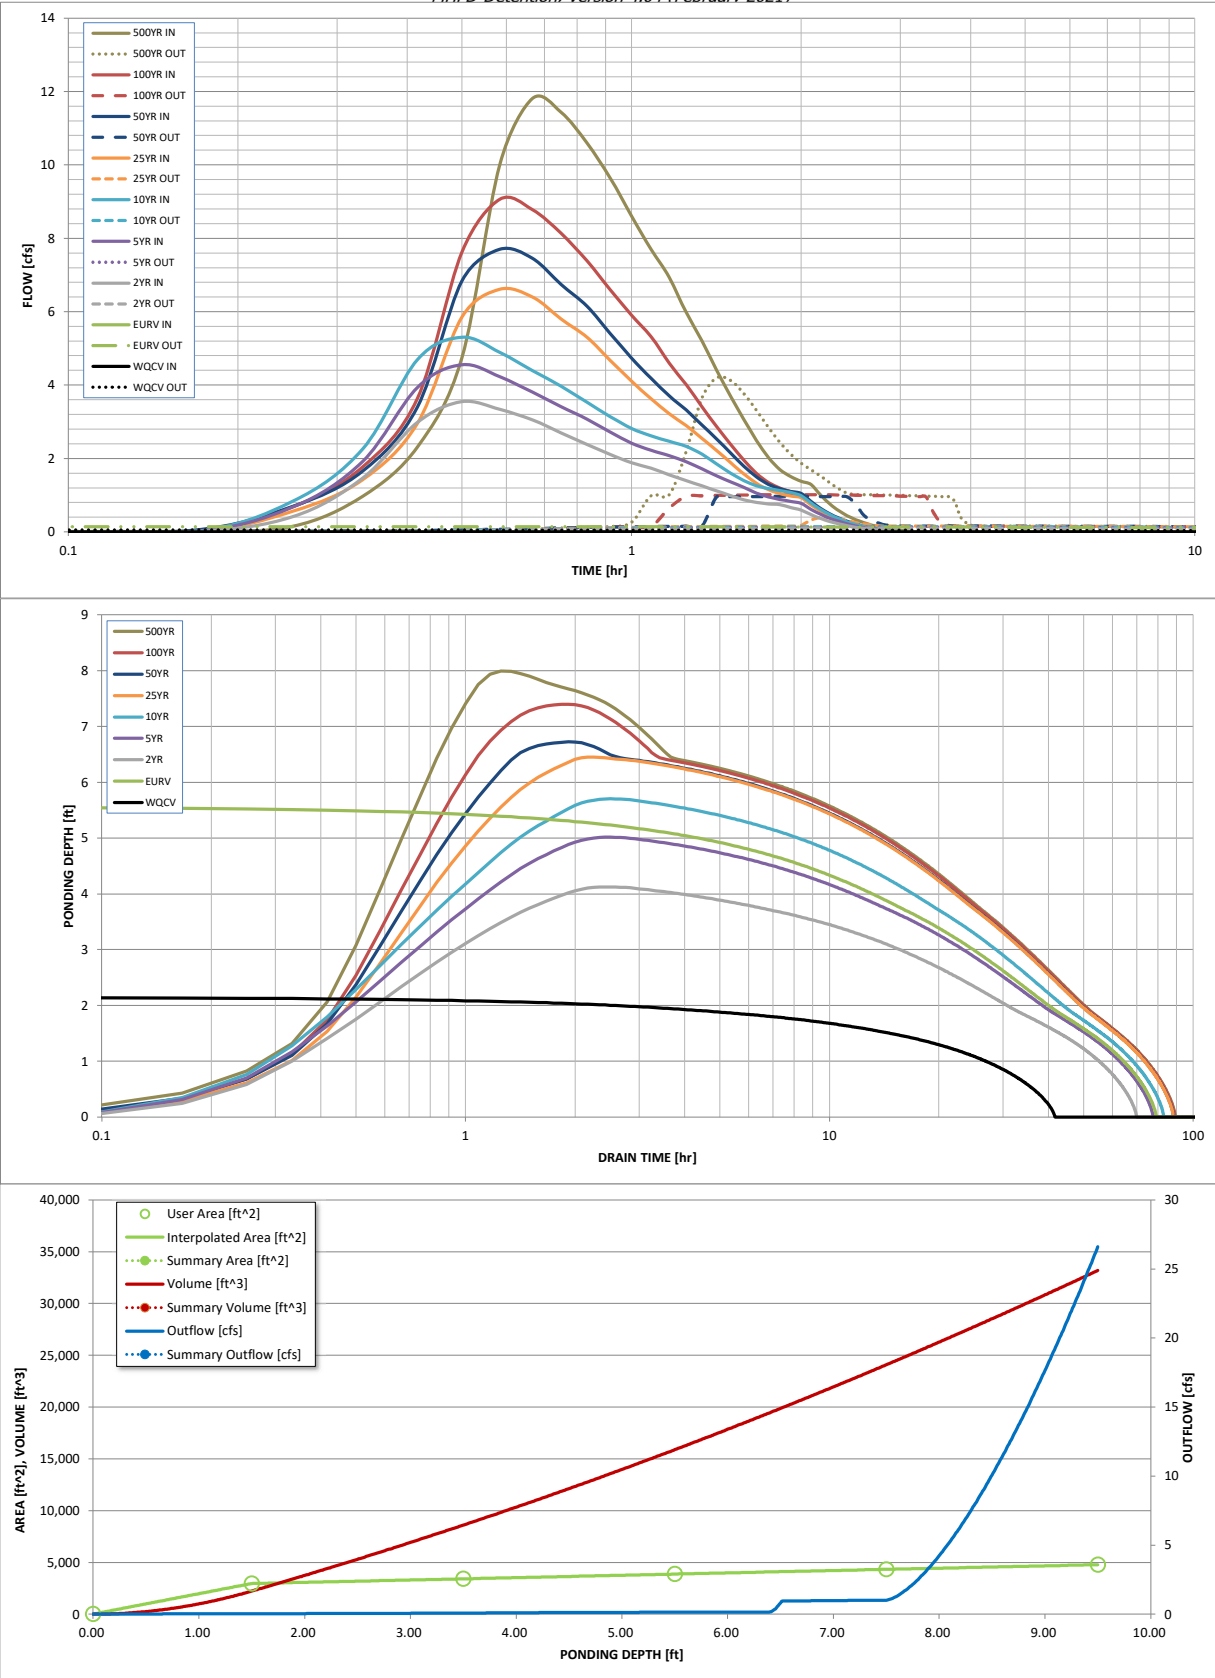 MHFD-Detention, Version 4.04 (February 2021)
14
12
10
8
6
4
2
0
0.1
1
10
FLOW [cfs]
TIME [hr]
500YR IN
500YR OUT
100YR IN
100YR OUT
50YR IN
50YR OUT
25YR IN
25YR OUT
10YR IN
10YR OUT
5YR IN
5YR OUT
2YR IN
2YR OUT
EURV IN
EURV OUT
WQCV IN
WQCV OUT
9
8
7
6
5
4
3
2
1
0
0.1
1
10
100
PONDING DEPTH [ft]
DRAIN TIME [hr]
500YR
100YR
50YR
25YR
10YR
5YR
2YR
EURV
WQCV
40,000
35,000
30,000
25,000
20,000
15,000
10,000
5,000
0
30
25
20
15
10
5
0
0.00
1.00
2.00
3.00
4.00
5.00
6.00
7.00
8.00
9.00
10.00
AREA [ft^2], VOLUME [ft^3]
OUTFLOW [cfs]
PONDING DEPTH [ft]
User Area [ft^2]
Interpolated Area [ft^2]
Summary Area [ft^2]
Volume [ft^3]
Summary Volume [ft^3]
Outflow [cfs]
Summary Outflow [cfs]